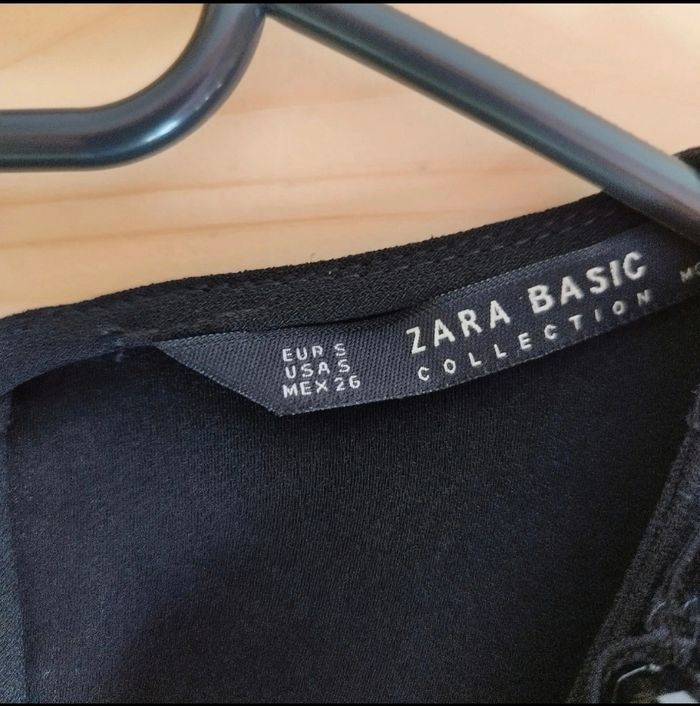 EUR S
USA S
MEX 26
ZARA BASIC
COLLECTION